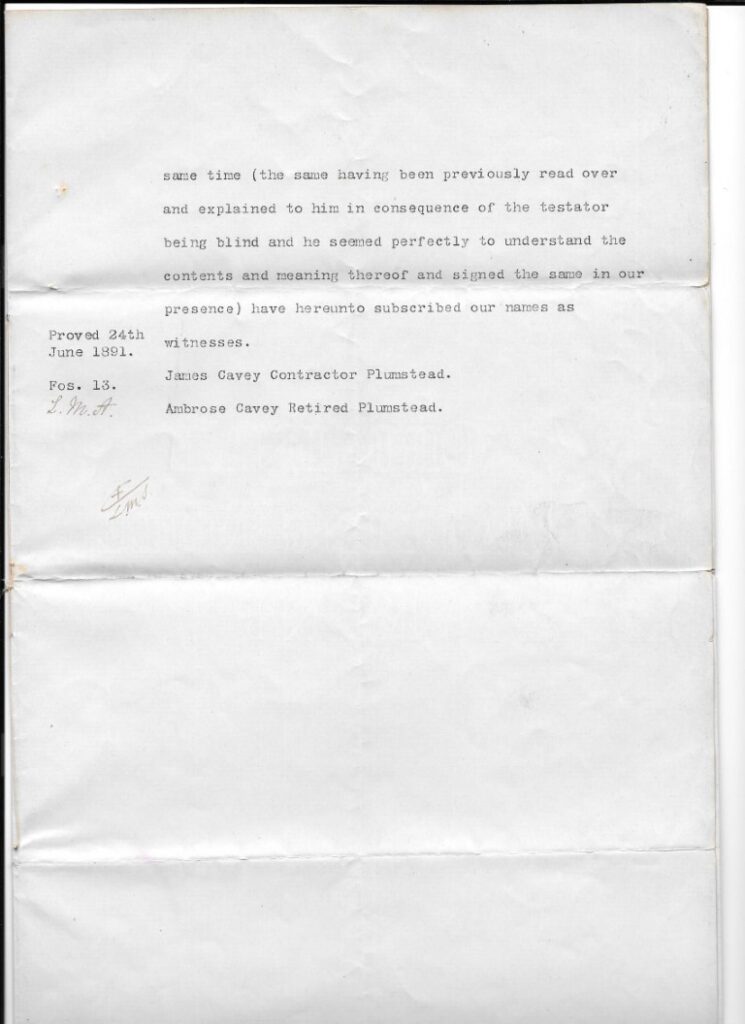 same time (the same having been previously read over
and explained to him in consequence of the testator
being blind and he seemed perfectly to understand the
contents and meaning thereof and signed the same in our
presence) have hereunto subscribed our names as
witnesses.
James Cavey Contractor Plumstead.
Ambrose Cavey Retired Plumstead.
Proved 24th
June 1891.
Fos. 13.
L.M.A.